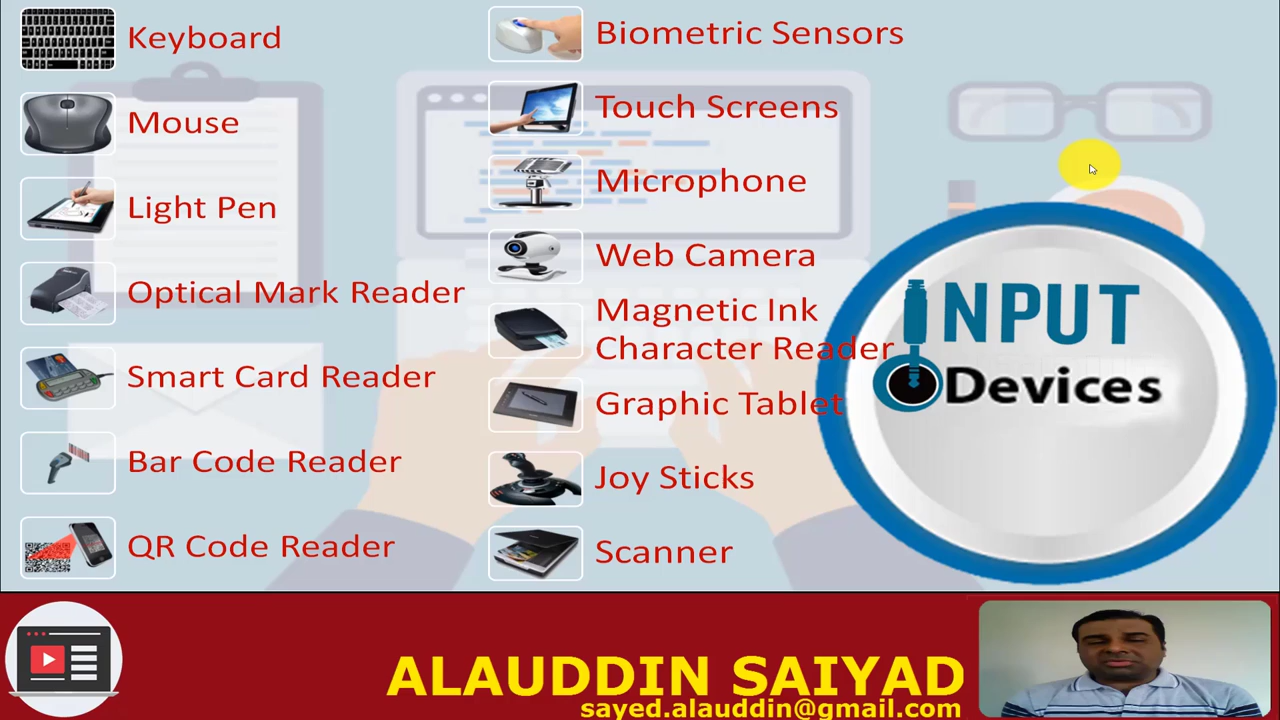 Keyboard
Mouse
Light Pen
Optical Mark Reader
Smart Card Reader
Bar Code Reader
QR Code Reader
Biometric Sensors
Touch Screens
Microphone
Web Camera
Magnetic Ink
Character Reader
Graphic Tablet
Joy Sticks
Scanner
INPUT
Devices
ALAUDDIN SAIYAD
sayed.alauddin@gmail.com